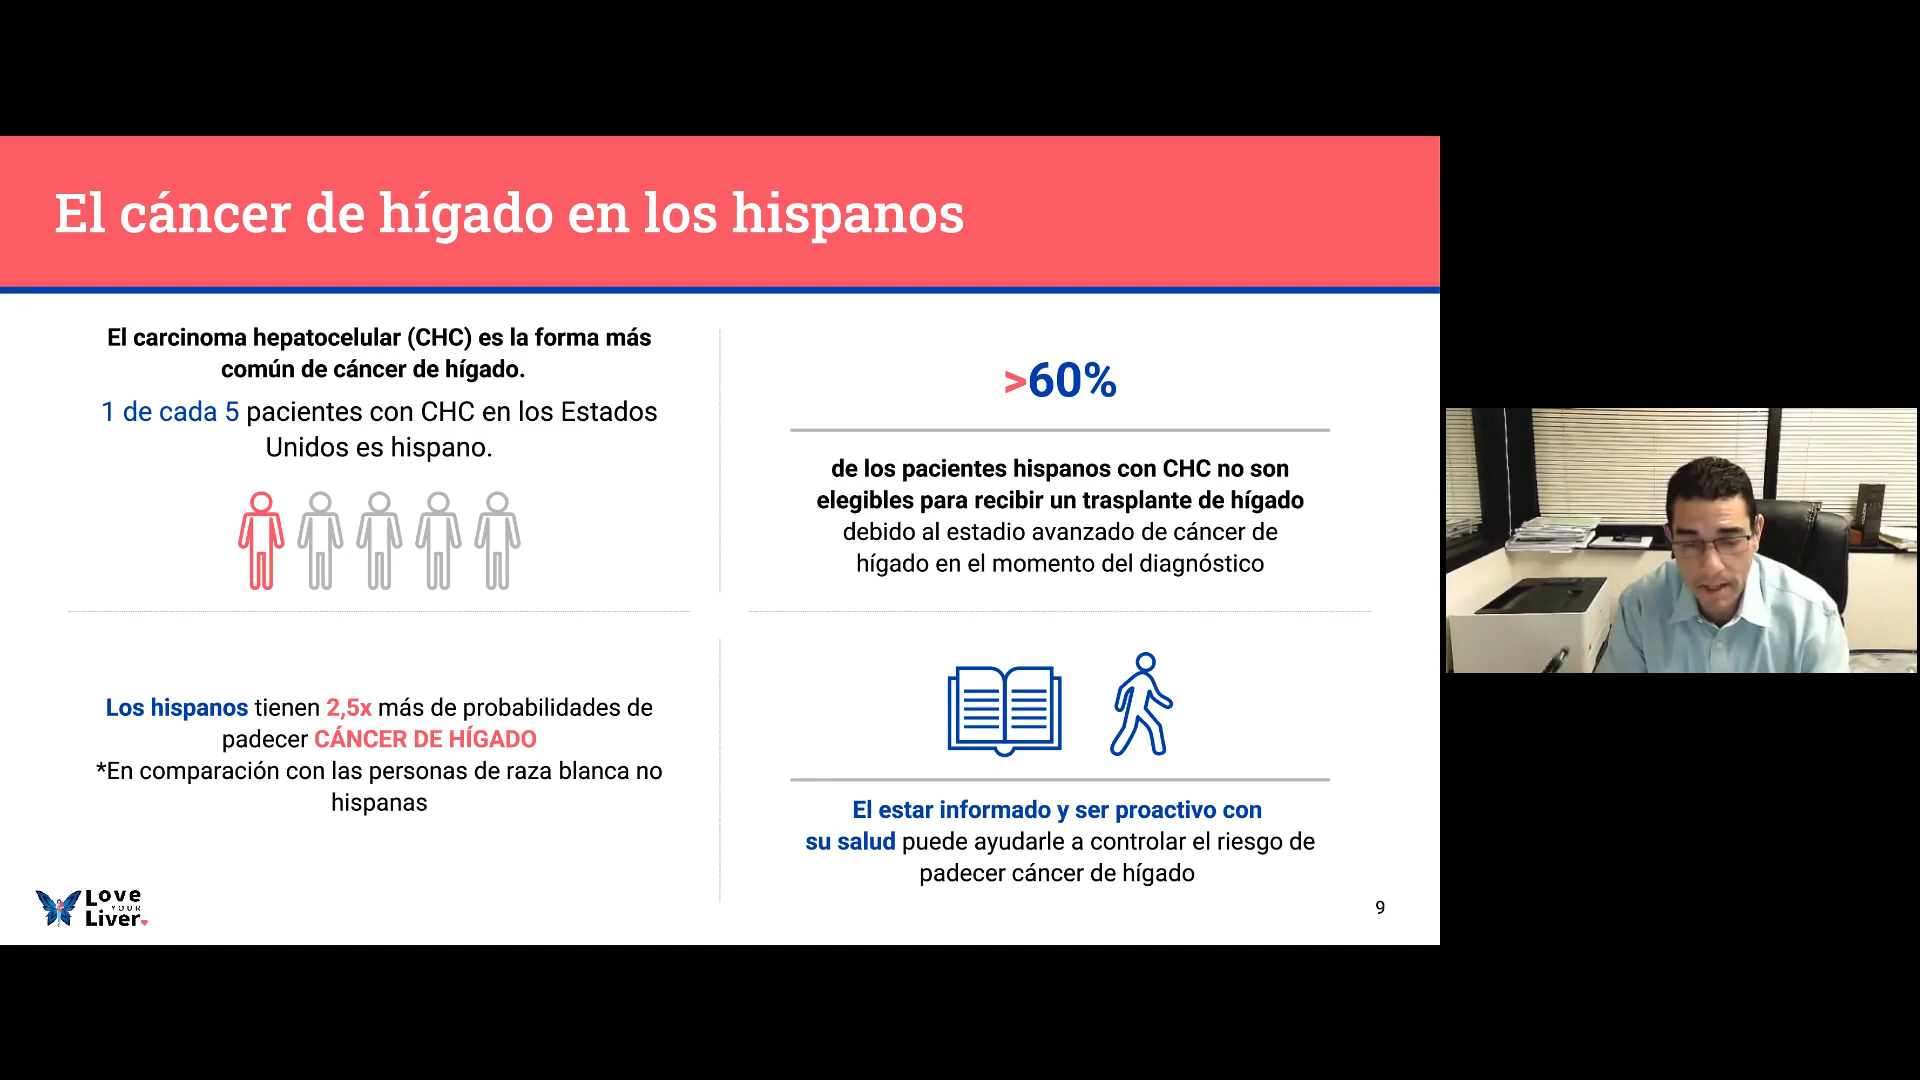 El cáncer de hígado en los hispanos
El carcinoma hepatocelular (CHC) es la forma más
común de cáncer de hígado.
1 de cada 5 pacientes con CHC en los Estados
Unidos es hispano.
>60%
de los pacientes hispanos con CHC no son
elegibles para recibir un trasplante de hígado
debido al estadio avanzado de cáncer de
hígado en el momento del diagnóstico
Los hispanos tienen 2,5x más de probabilidades de
padecer CÁNCER DE HÍGADO
*En comparación con las personas de raza blanca no
hispanas
El estar informado y ser proactivo con
su salud puede ayudarle a controlar el riesgo de
padecer cáncer de hígado
Love
YOUR
Liver
9